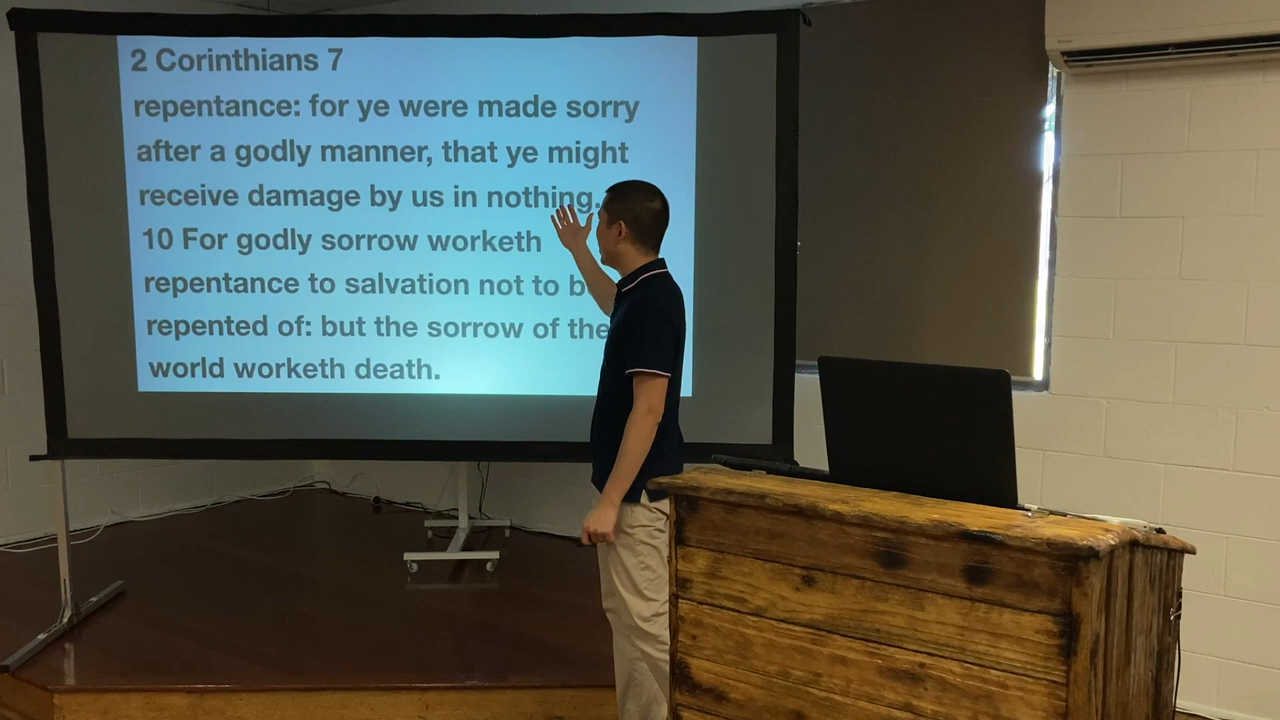 2 Corinthians 7
repentance: for ye were made sorry
after a godly manner, that ye might
receive damage by us in nothing.
10 For godly sorrow worketh
repentance to salvation not to
repented of: but the sorrow of the
world worketh death.